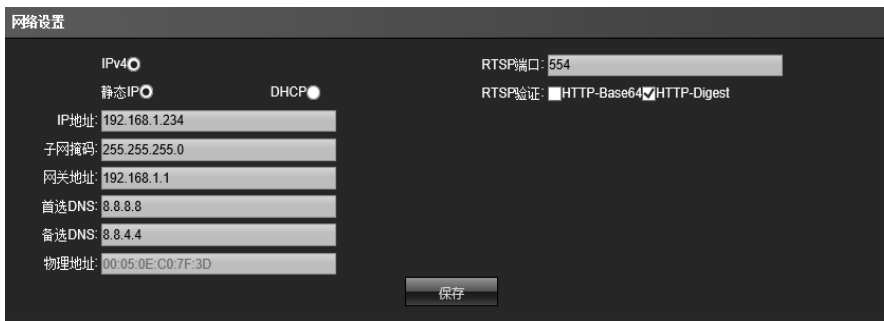 网络设置
IPv4
静态IP DHCP
IP地址: 192.168.1.234
子网掩码: 255.255.255.0
网关地址: 192.168.1.1
首选DNS: 8.8.8.8
备选DNS: 8.8.4.4
物理地址: 00:05:0E:C0:7F:3D
RTSP端口: 554
RTSP验证: HTTP-Base64 HTTP-Digest
保存